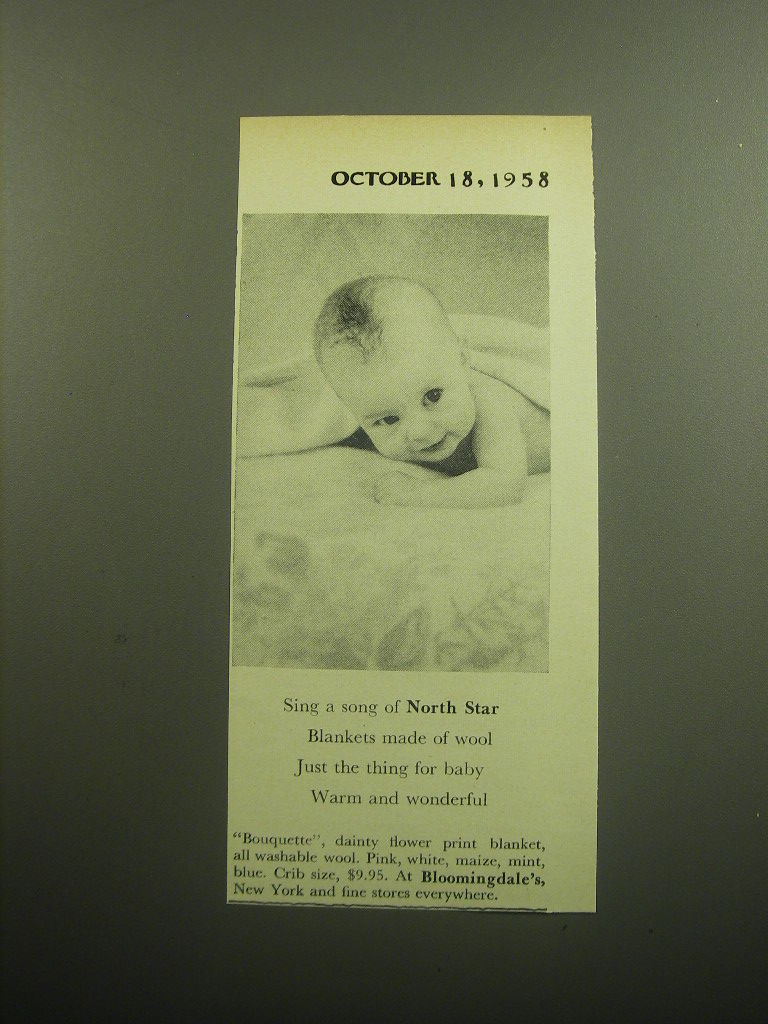 OCTOBER 18, 1958
Sing a song of North Star
Blankets made of wool
Just the thing for baby
Warm and wonderful
“Bouquette”, dainty flower print blanket,
all washable wool. Pink, white, maize, mint,
blue. Crib size, $9.95. At Bloomingdale’s,
New York and fine stores everywhere.